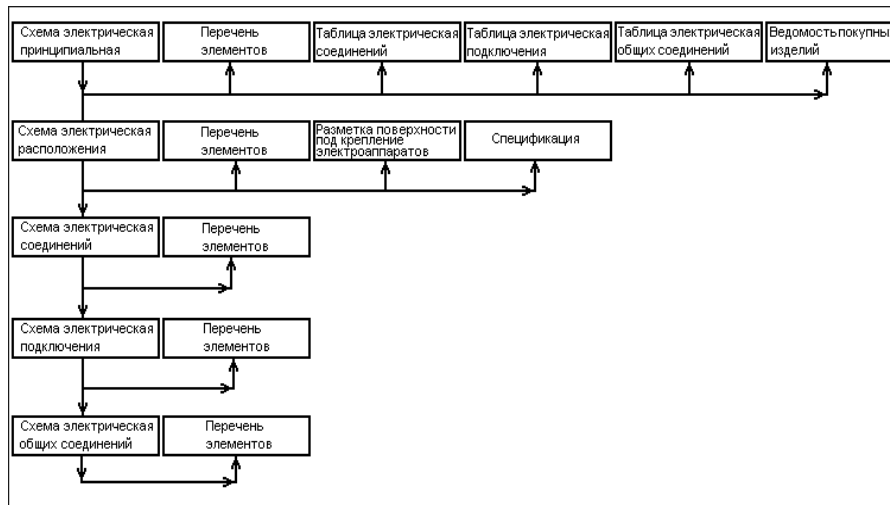 Схема электрическая
принципиальная
Перечень
элементов
Таблица электрическая
соединений
Таблица электрическая
подключения
Таблица электрическая
общих соединений
Ведомость покупны
изделий
Схема электрическая
расположения
Перечень
элементов
Разметка поверхности
под крепление
электроаппаратов
Спецификация
Схема электрическая
соединений
Перечень
элементов
Схема электрическая
подключения
Перечень
элементов
Схема электрическая
общих соединений
Перечень
элементов